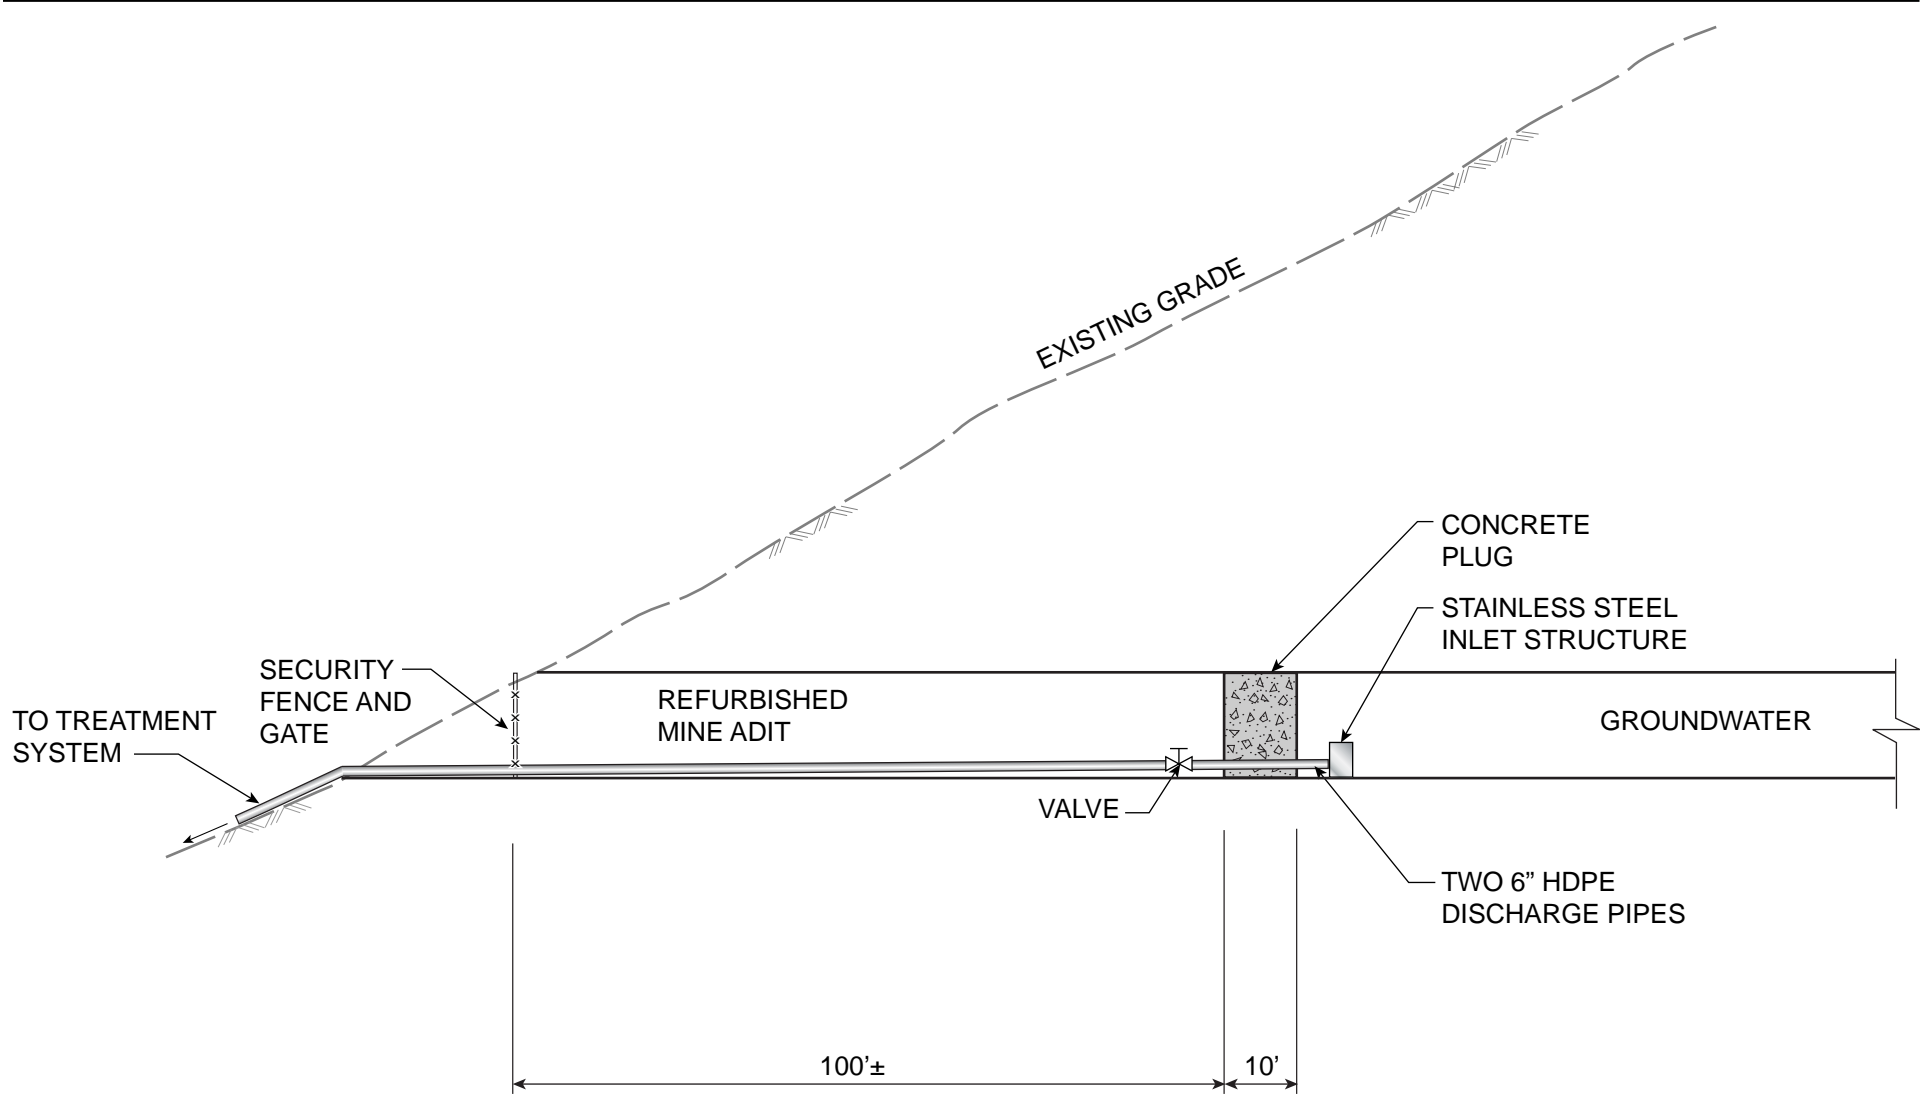 EXISTING GRADE
CONCRETE
PLUG
STAINLESS STEEL
INLET STRUCTURE
SECURITY
FENCE AND
GATE
REFURBISHED
MINE ADIT
TO TREATMENT
SYSTEM
GROUNDWATER
VALVE
TWO 6” HDPE
DISCHARGE PIPES
100’±
10’